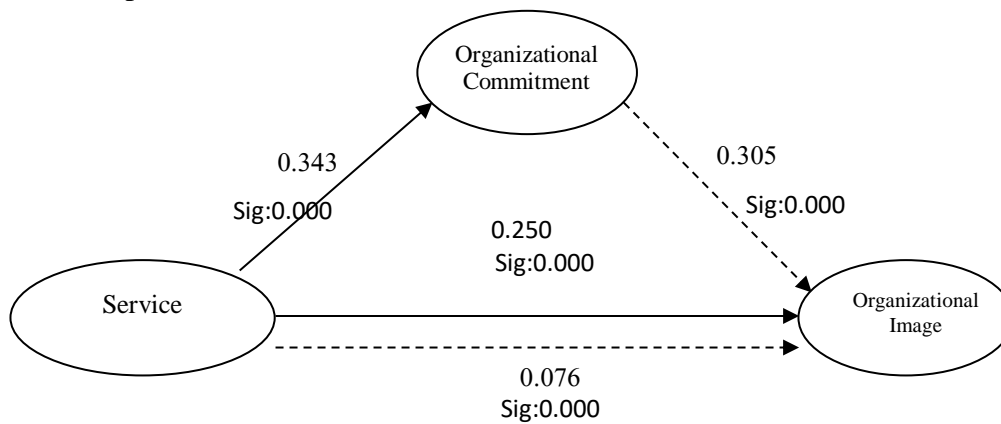 Organizational
Commitment
0.343
Sig:0.000
0.305
Sig:0.000
0.250
Sig:0.000
Service
Organizational
Image
0.076
Sig:0.000